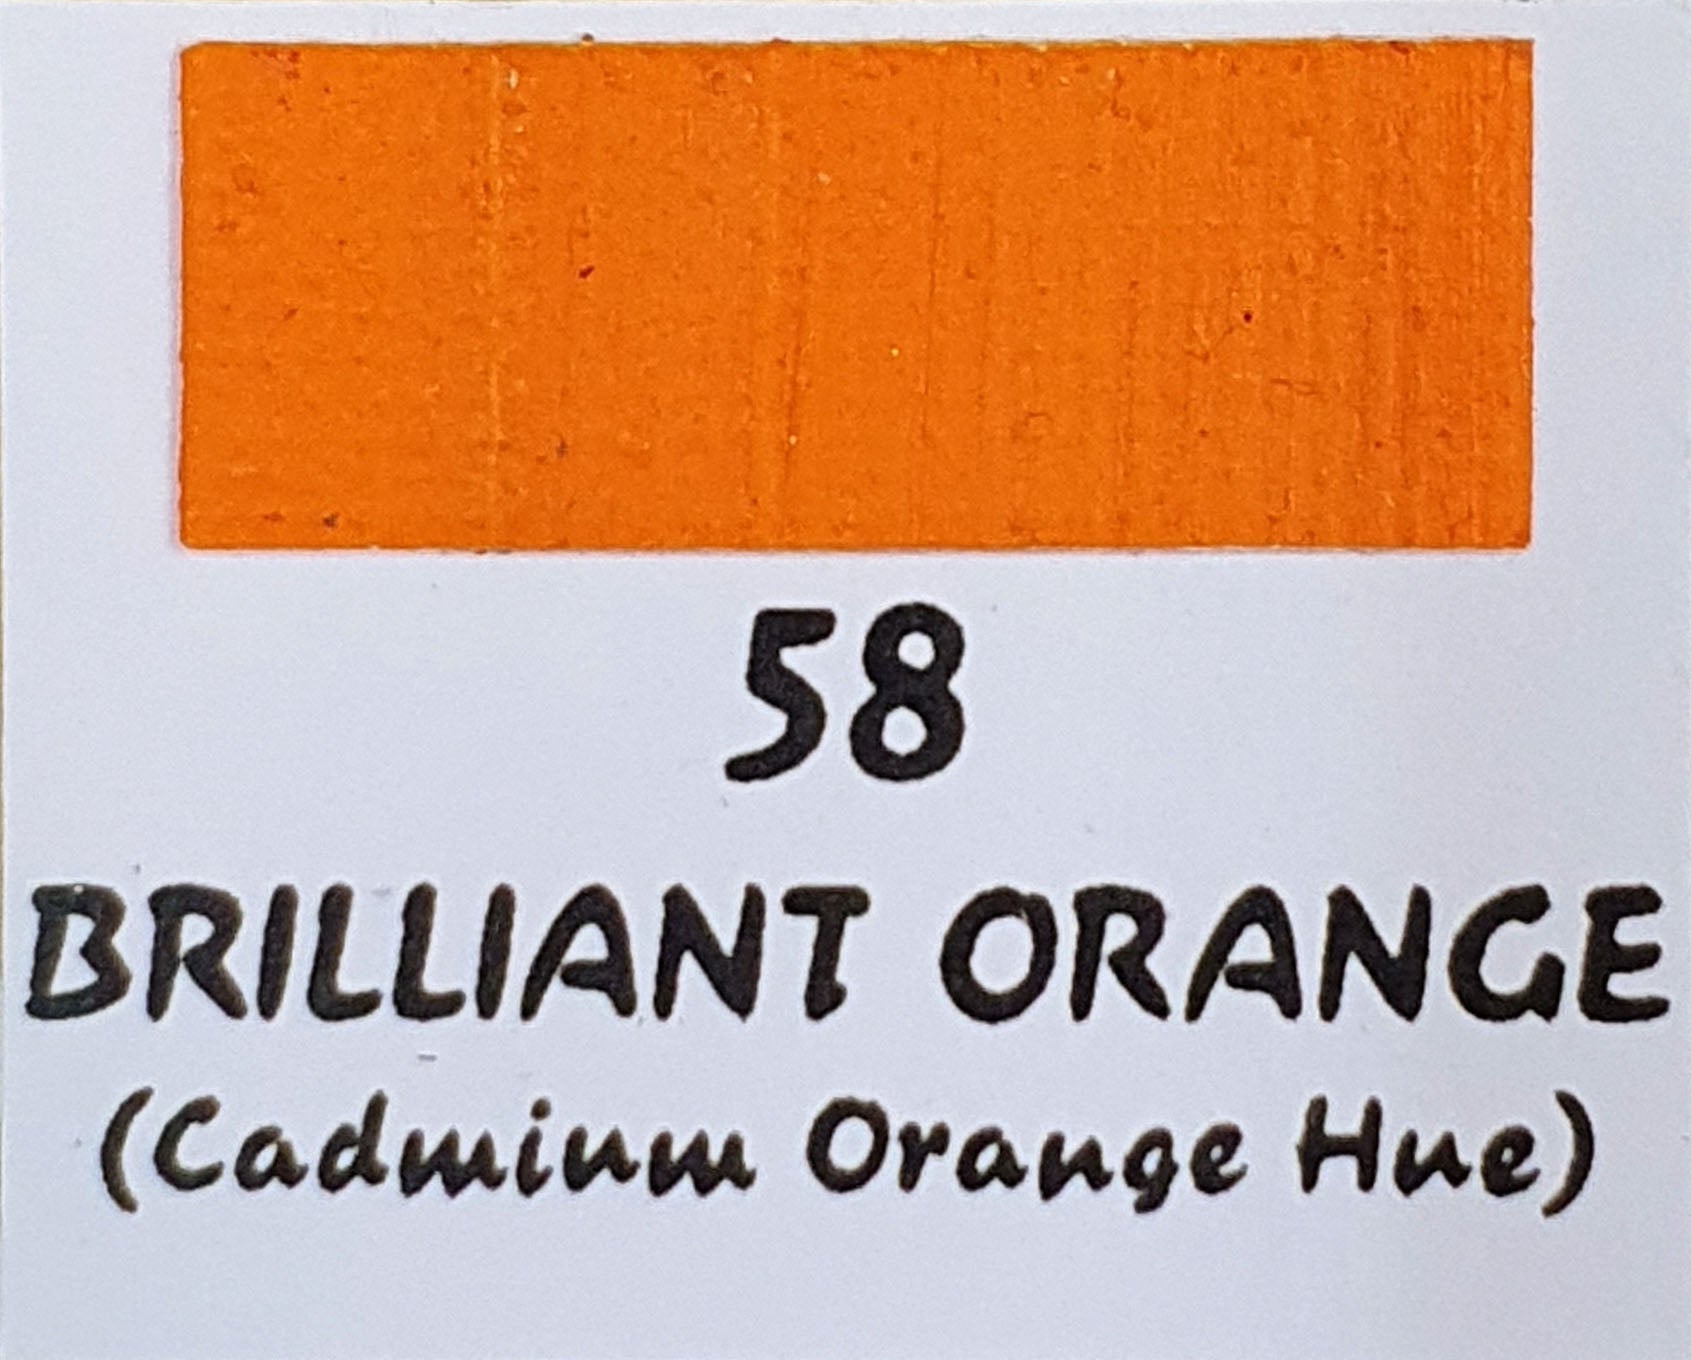 58
BRILLIANT ORANGE
(Cadmium Orange Hue)